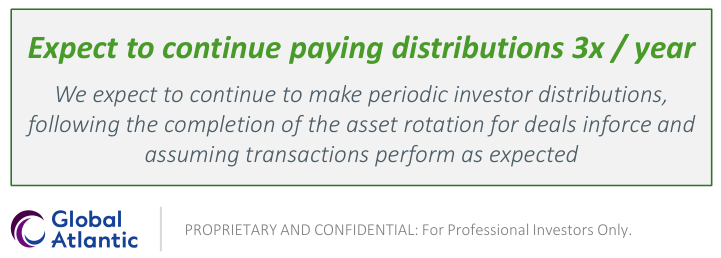 Expect to continue paying distributions 3x / year
We expect to continue to make periodic investor distributions,
following the completion of the asset rotation for deals inforce and
assuming transactions perform as expected
Global
Atlantic
PROPRIETARY AND CONFIDENTIAL: For Professional Investors Only.